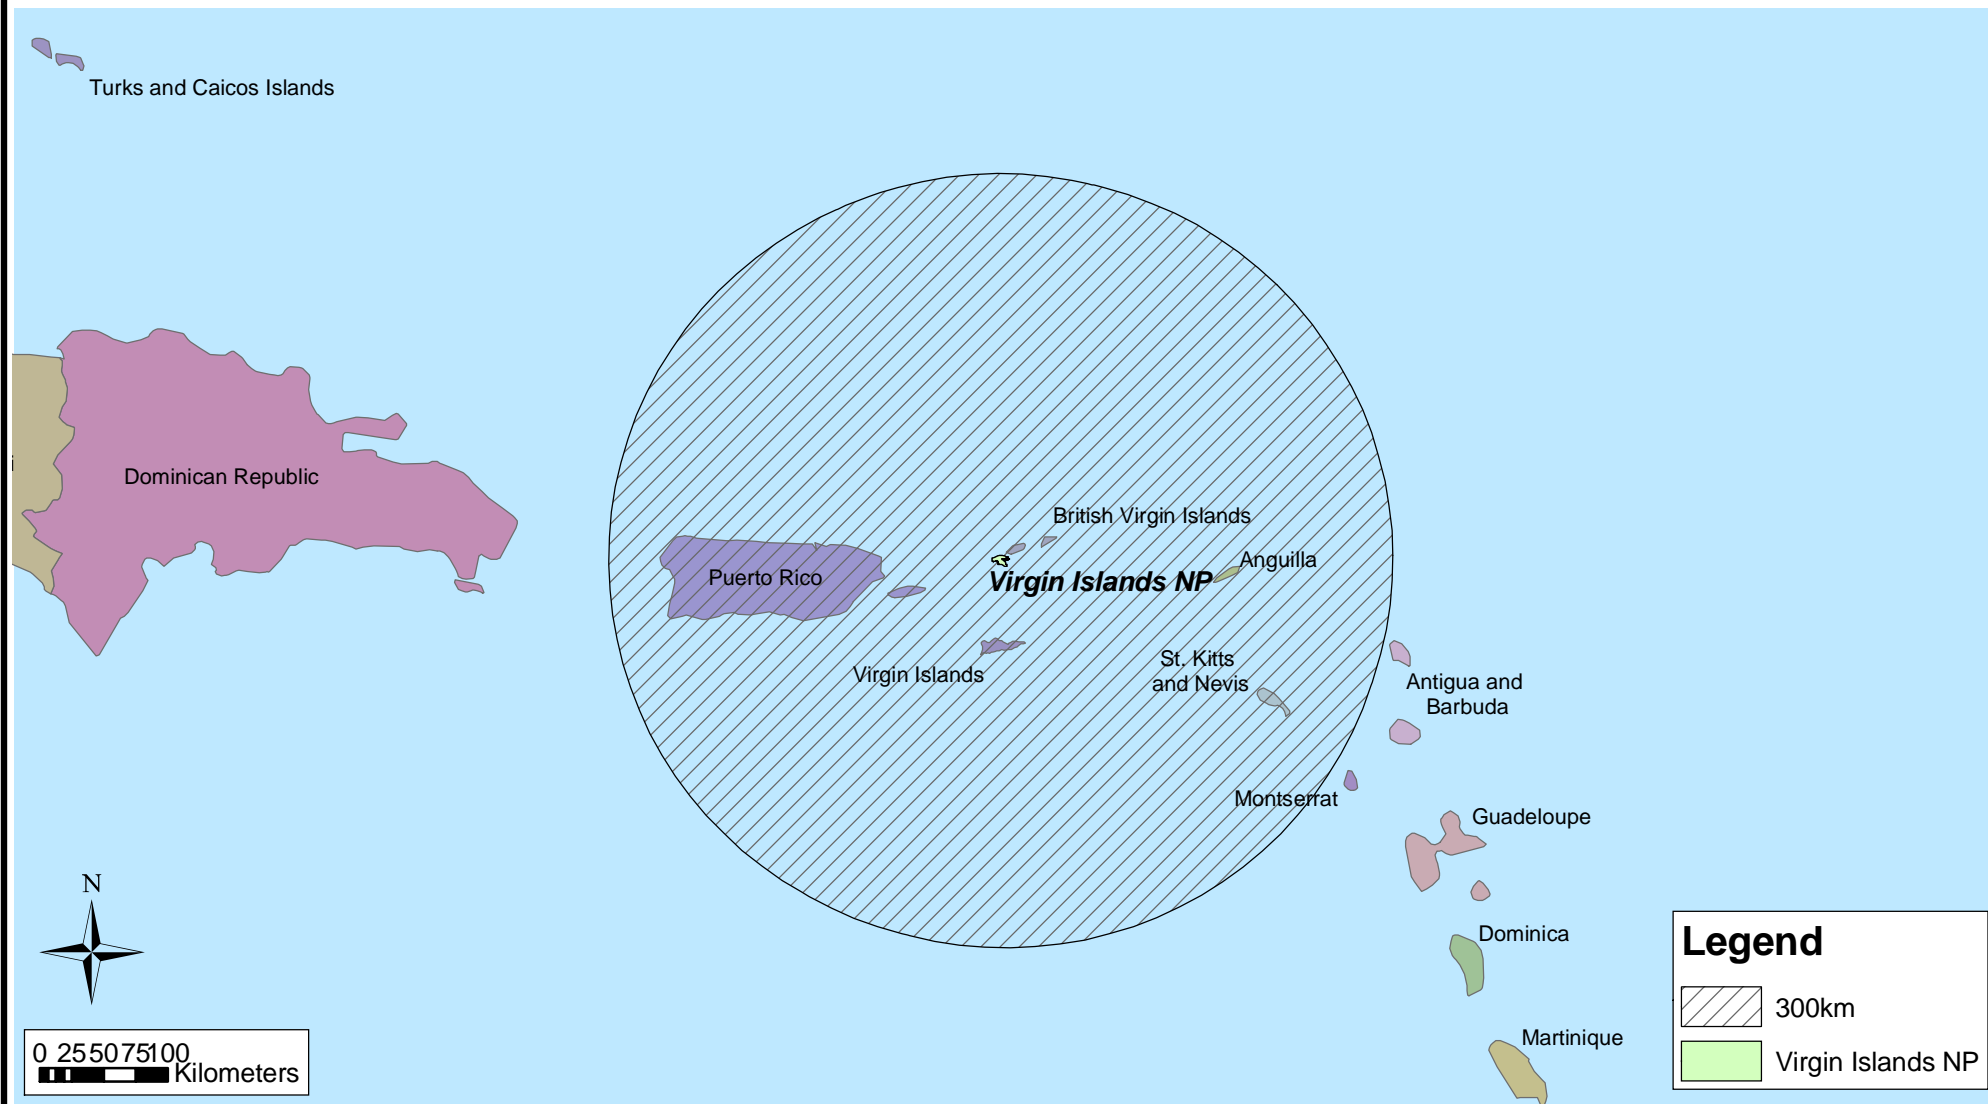 Turks and Caicos Islands
Dominican Republic
British Virgin Islands
Anguilla
Puerto Rico
Virgin Islands NP
St. Kitts
and Nevis
Virgin Islands
Antigua and
Barbuda
Montserrat
Guadeloupe
N
Dominica
Martinique
0 25 50 75 100
Kilometers
Legend
300km
Virgin Islands NP